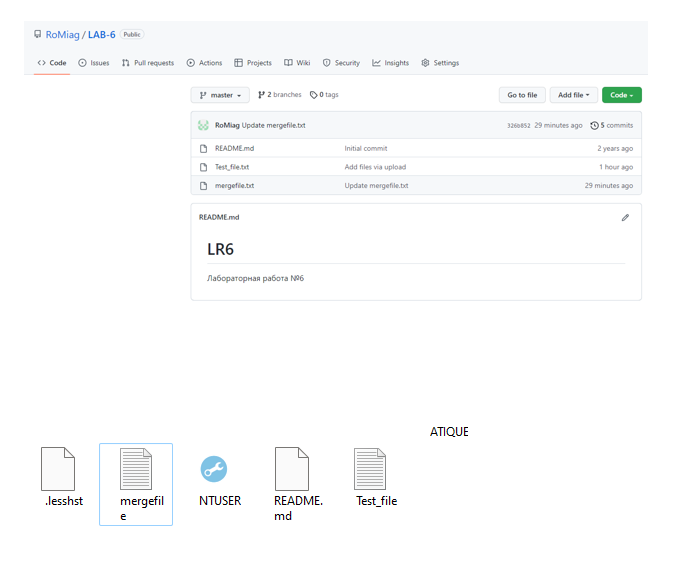 RoMiag / LAB-6 Public
Code Issues Pull requests Actions Projects Wiki Security Insights Settings
master 2 branches 0 tags Go to file Add file Code
RoMiag Update mergefile.txt 326b852 29 minutes ago 5 commits
README.md Initial commit 2 years ago
Test_file.txt Add files via upload 1 hour ago
mergefile.txt Update mergefile.txt 29 minutes ago
README.md
LR6
Лабораторная работа №6
ATIQUE
.lesshst mergefil NTUSER README. Test_file
e md